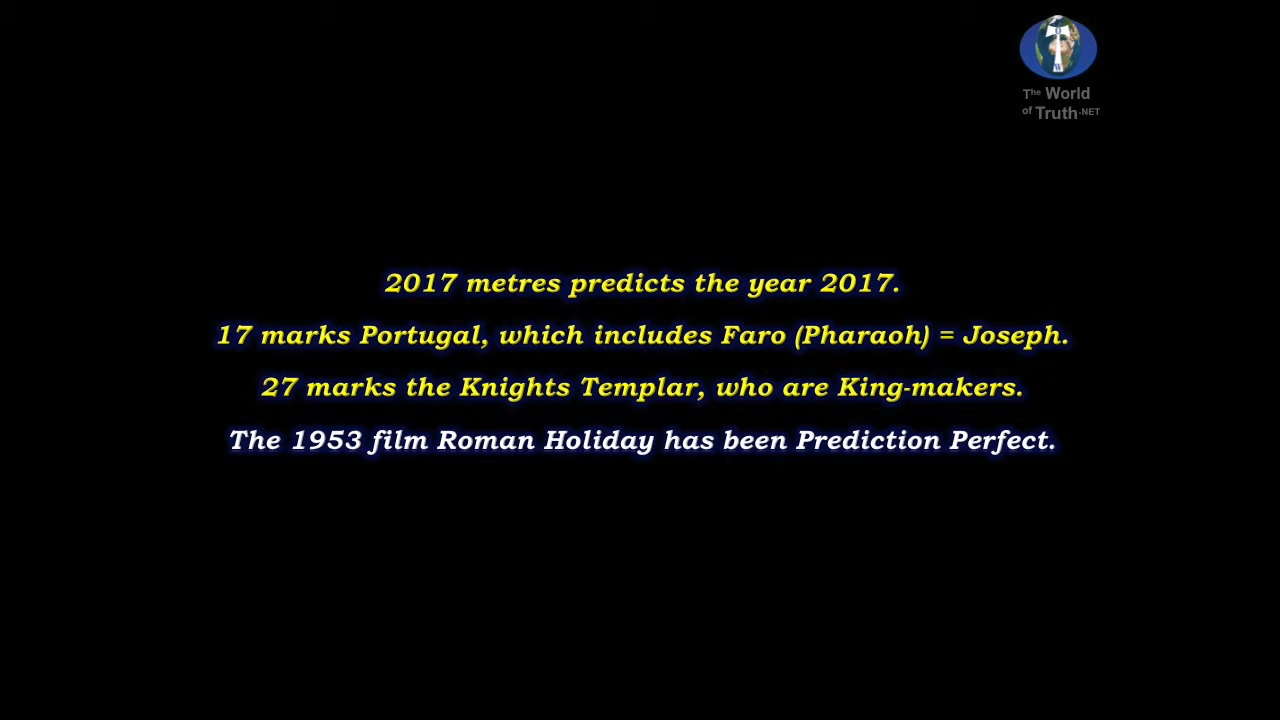 The World
of Truth.NET
2017 metres predicts the year 2017.
17 marks Portugal, which includes Faro (Pharaoh) = Joseph.
27 marks the Knights Templar, who are King-makers.
The 1953 film Roman Holiday has been Prediction Perfect.